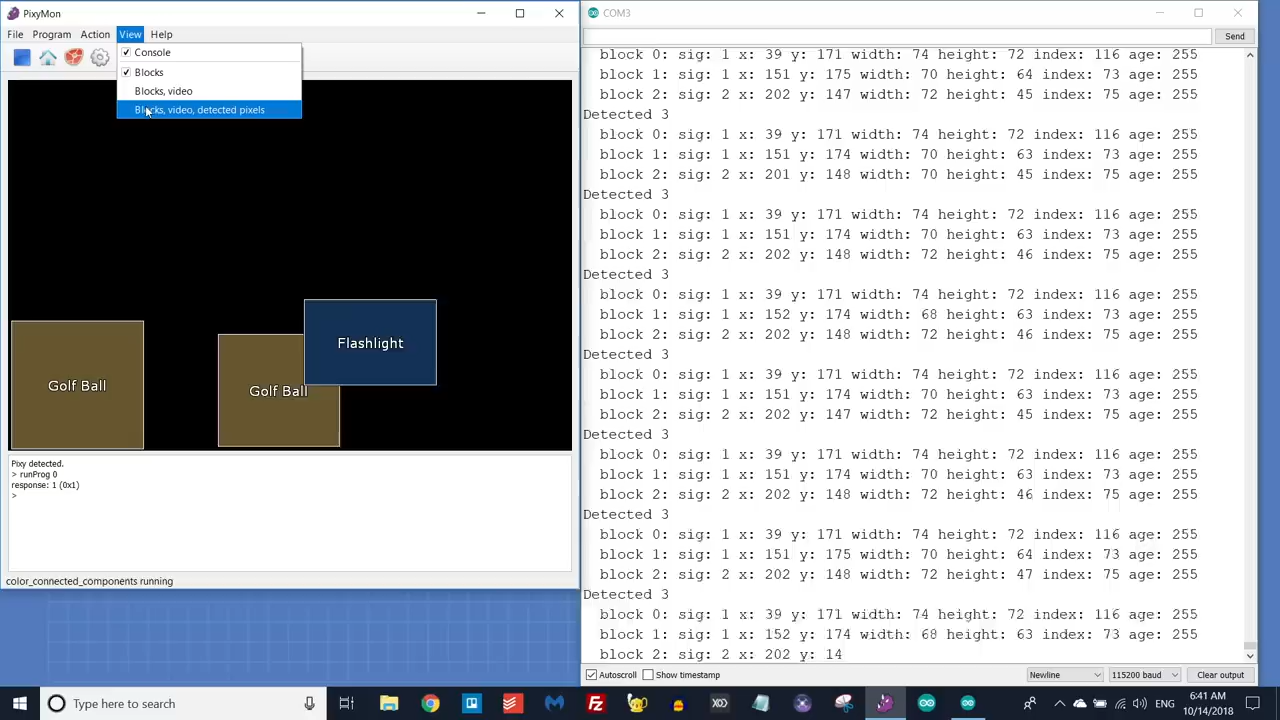 PixyMon
File Program Action View Help
Console
Blocks
Blocks, video
Blocks, video, detected pixels
Golf Ball
Golf Ball
Flashlight
Pixy detected.
> runProg 0
response: 1 (0x1)
>
color_connected_components running
COM3
Send
block 0: sig: 1 x: 39 y: 171 width: 74 height: 72 index: 116 age: 255
block 1: sig: 1 x: 151 y: 175 width: 70 height: 64 index: 73 age: 255
block 2: sig: 2 x: 202 y: 147 width: 72 height: 45 index: 75 age: 255
Detected 3
block 0: sig: 1 x: 39 y: 171 width: 74 height: 72 index: 116 age: 255
block 1: sig: 1 x: 151 y: 174 width: 70 height: 63 index: 73 age: 255
block 2: sig: 2 x: 201 y: 148 width: 70 height: 45 index: 75 age: 255
Detected 3
block 0: sig: 1 x: 39 y: 171 width: 74 height: 72 index: 116 age: 255
block 1: sig: 1 x: 151 y: 174 width: 70 height: 63 index: 73 age: 255
block 2: sig: 2 x: 202 y: 148 width: 72 height: 46 index: 75 age: 255
Detected 3
block 0: sig: 1 x: 39 y: 171 width: 74 height: 72 index: 116 age: 255
block 1: sig: 1 x: 152 y: 174 width: 68 height: 63 index: 73 age: 255
block 2: sig: 2 x: 202 y: 148 width: 72 height: 46 index: 75 age: 255
Detected 3
block 0: sig: 1 x: 39 y: 171 width: 74 height: 72 index: 116 age: 255
block 1: sig: 1 x: 151 y: 174 width: 70 height: 63 index: 73 age: 255
block 2: sig: 2 x: 202 y: 147 width: 72 height: 45 index: 75 age: 255
Detected 3
block 0: sig: 1 x: 39 y: 171 width: 74 height: 72 index: 116 age: 255
block 1: sig: 1 x: 151 y: 174 width: 70 height: 63 index: 73 age: 255
block 2: sig: 2 x: 202 y: 148 width: 72 height: 46 index: 75 age: 255
Detected 3
block 0: sig: 1 x: 39 y: 171 width: 74 height: 72 index: 116 age: 255
block 1: sig: 1 x: 151 y: 175 width: 70 height: 64 index: 73 age: 255
block 2: sig: 2 x: 202 y: 148 width: 72 height: 47 index: 75 age: 255
Detected 3
block 0: sig: 1 x: 39 y: 171 width: 74 height: 72 index: 116 age: 255
block 1: sig: 1 x: 152 y: 174 width: 68 height: 63 index: 73 age: 255
block 2: sig: 2 x: 202 y: 14
Autoscroll Show timestamp Newline 115200 baud Clear output
Type here to search
ENG
6:41 AM
10/14/2018